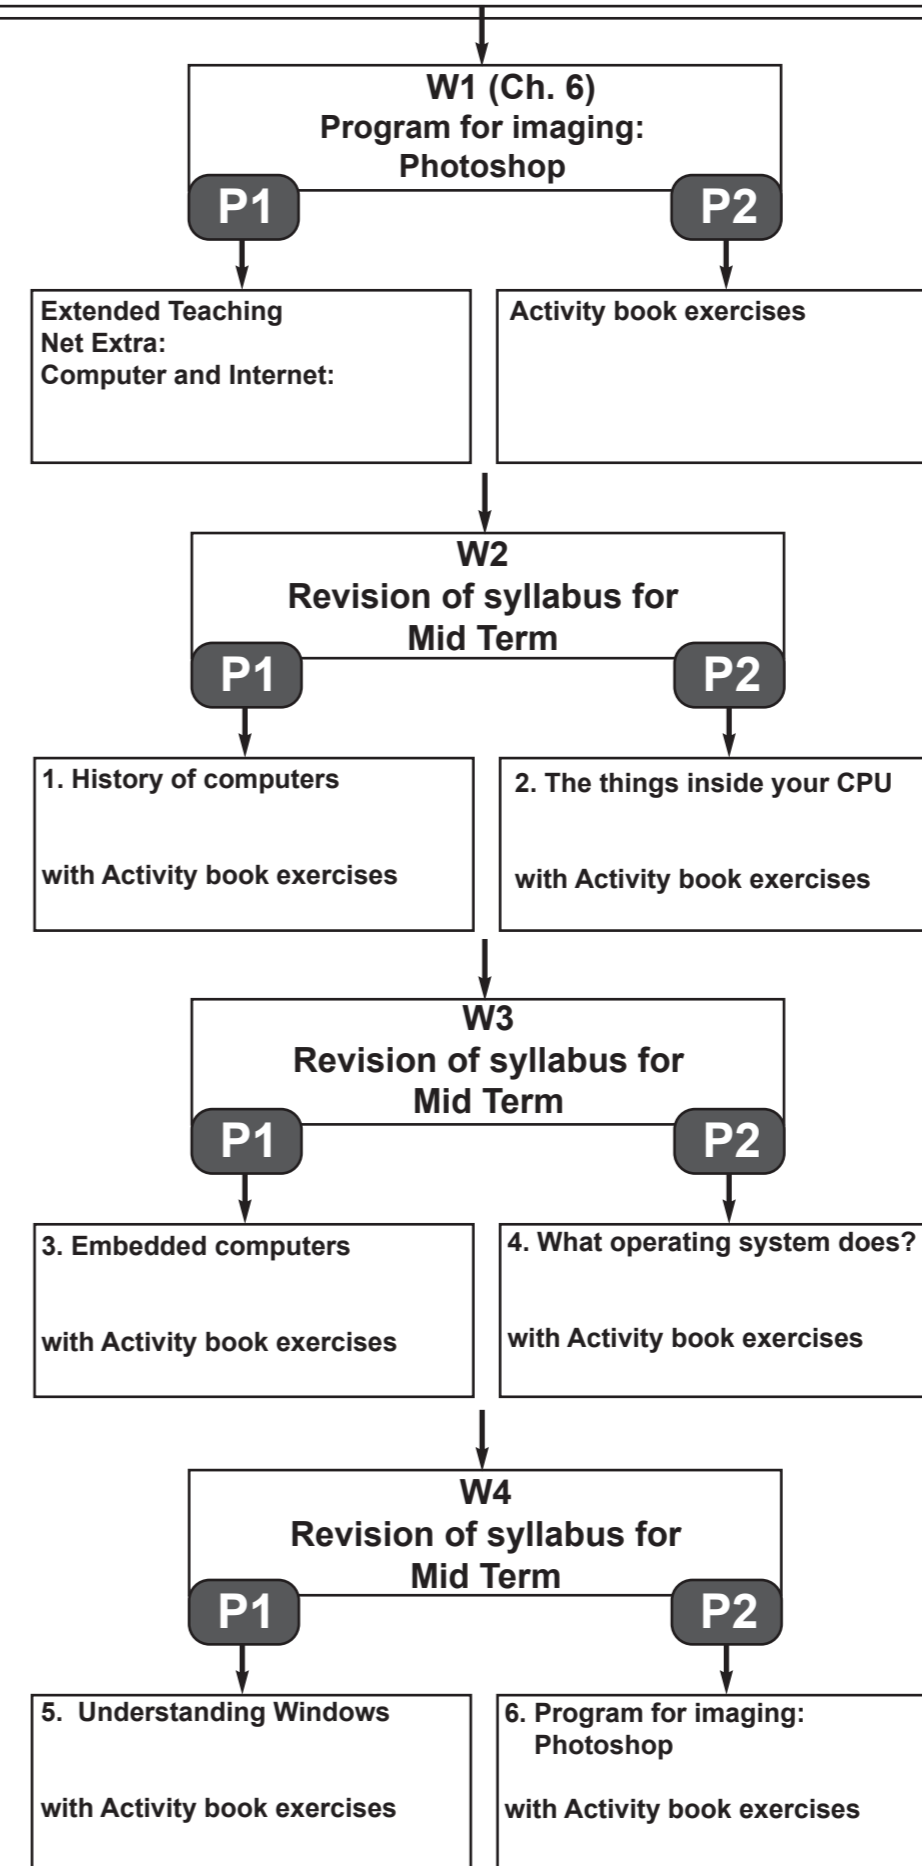 W1 (Ch. 6)
Program for imaging:
Photoshop
P1
P2
Extended Teaching
Net Extra:
Computer and Internet:
Activity book exercises
W2
Revision of syllabus for
Mid Term
P1
P2
1. History of computers
with Activity book exercises
2. The things inside your CPU
with Activity book exercises
W3
Revision of syllabus for
Mid Term
P1
P2
3. Embedded computers
with Activity book exercises
4. What operating system does?
with Activity book exercises
W4
Revision of syllabus for
Mid Term
P1
P2
5. Understanding Windows
with Activity book exercises
6. Program for imaging:
Photoshop
with Activity book exercises